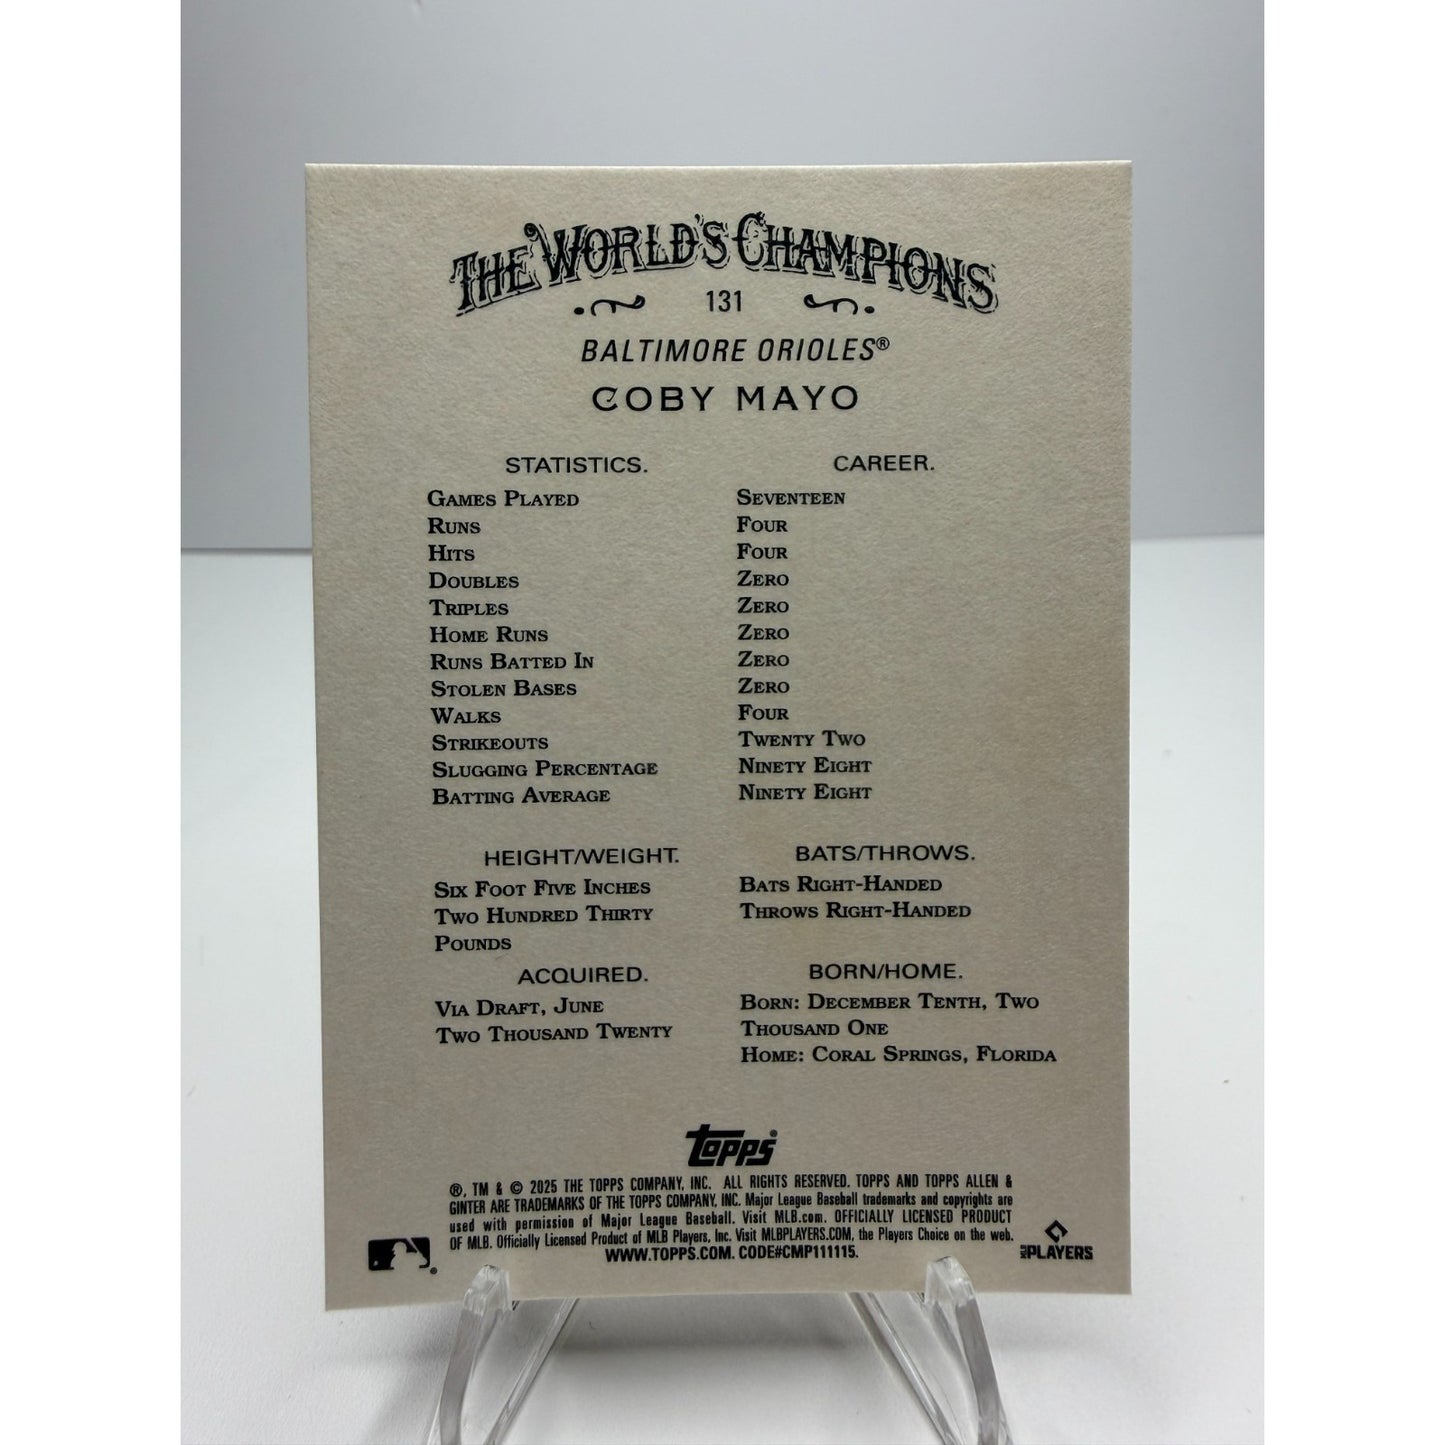 THE WORLD'S CHAMPIONS
131
BALTIMORE ORIOLES®
COBY MAYO
STATISTICS. CAREER.
GAMES PLAYED SEVENTEEN
RUNS FOUR
HITS FOUR
DOUBLES ZERO
TRIPLES ZERO
HOME RUNS ZERO
RUNS BATTED IN ZERO
STOLEN BASES ZERO
WALKS FOUR
STRIKEOUTS TWENTY TWO
SLUGGING PERCENTAGE NINETY EIGHT
BATTING AVERAGE NINETY EIGHT
HEIGHT/WEIGHT.
SIX FOOT FIVE INCHES
TWO HUNDRED THIRTY
POUNDS
BATS/THROWS.
BATS RIGHT-HANDED
THROWS RIGHT-HANDED
ACQUIRED.
VIA DRAFT, JUNE
TWO THOUSAND TWENTY
BORN/HOME.
BORN: DECEMBER TENTH, TWO
THOUSAND ONE
HOME: CORAL SPRINGS, FLORIDA
topps®
®, TM & © 2025 THE TOPPS COMPANY, INC. ALL RIGHTS RESERVED. TOPPS AND TOPPS ALLEN &
GINTER ARE TRADEMARKS OF THE TOPPS COMPANY, INC. Major League Baseball trademarks and copyrights are
used with permission of Major League Baseball. Visit MLB.com. OFFICIALLY LICENSED PRODUCT
OF MLB. Officially Licensed Product of MLB Players, Inc. Visit MLBPLAYERS.COM, the Players Choice on the web.
WWW.TOPPS.COM. CODE#CMP111115.
®
MLB PLAYERS